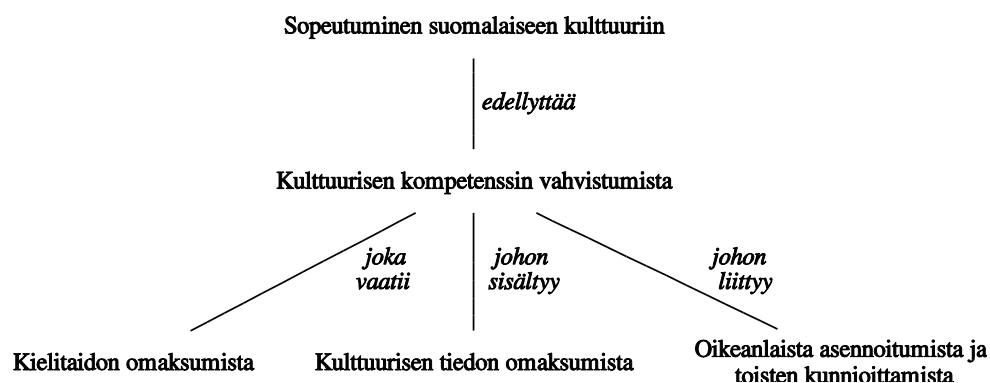 Sopeutuminen suomalaiseen kulttuuriin
edellyttää
Kulttuurisen kompetenssin vahvistumista
joka
vaatii
johon
sisältyy
johon
liittyy
Kielitaidon omaksumista
Kulttuurisen tiedon omaksumista
Oikeanlaista asennoitumista ja
toisten kunnioittamista